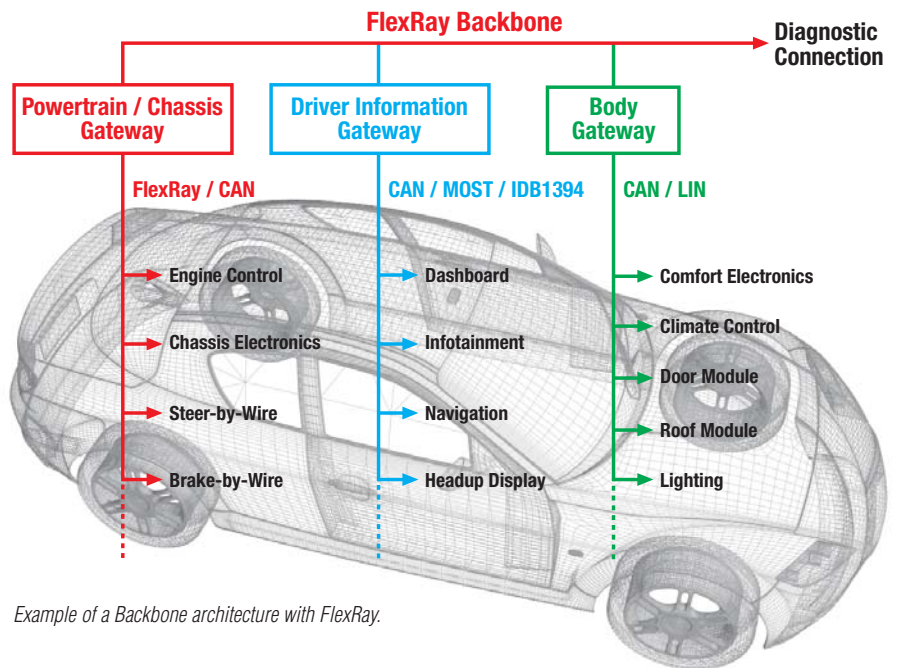 FlexRay Backbone
Diagnostic
Connection
Powertrain / Chassis
Gateway
Driver Information
Gateway
Body
Gateway
FlexRay / CAN
CAN / MOST / IDB1394
CAN / LIN
Engine Control
Chassis Electronics
Steer-by-Wire
Brake-by-Wire
Dashboard
Infotainment
Navigation
Headup Display
Comfort Electronics
Climate Control
Door Module
Roof Module
Lighting
Example of a Backbone architecture with FlexRay.